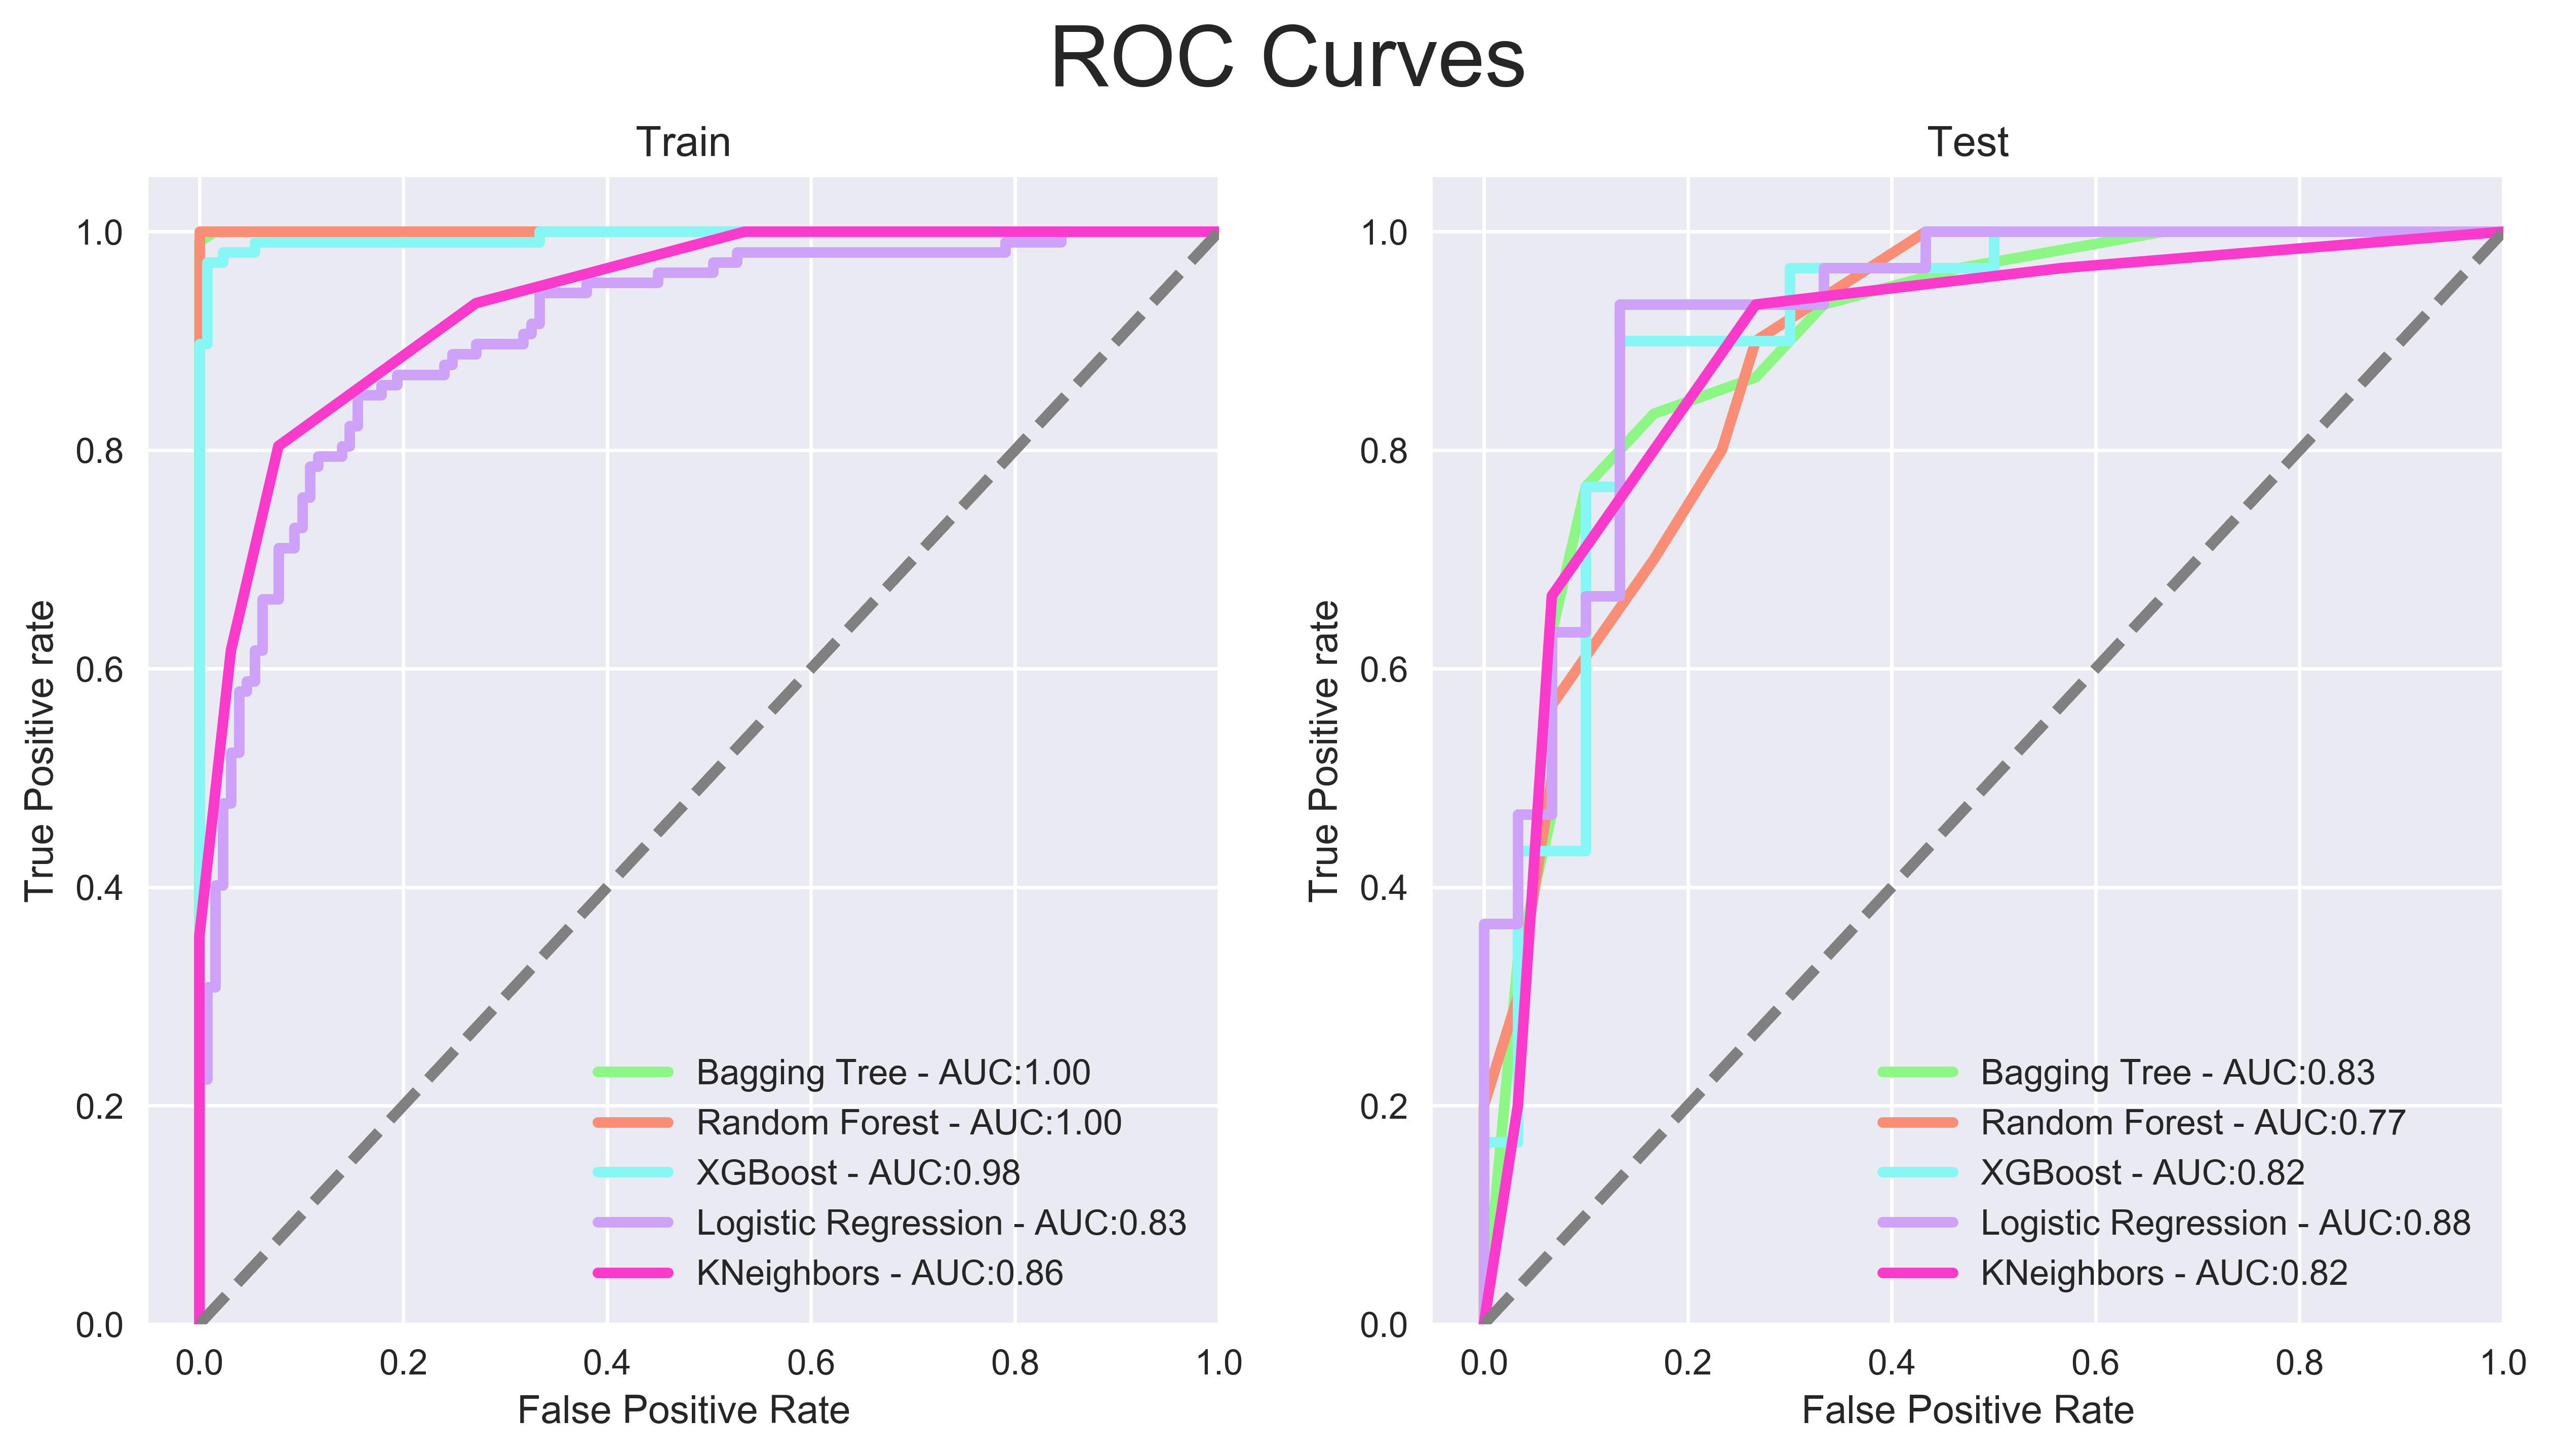 ROC Curves
Train
1.0
0.8
0.6
0.4
0.2
0.0
True Positive rate
Bagging Tree - AUC:1.00
Random Forest - AUC:1.00
XGBoost - AUC:0.98
Logistic Regression - AUC:0.83
KNeighbors - AUC:0.86
0.0 0.2 0.4 0.6 0.8 1.0
False Positive Rate
Test
1.0
0.8
0.6
0.4
0.2
0.0
True Positive rate
Bagging Tree - AUC:0.83
Random Forest - AUC:0.77
XGBoost - AUC:0.82
Logistic Regression - AUC:0.88
KNeighbors - AUC:0.82
0.0 0.2 0.4 0.6 0.8 1.0
False Positive Rate